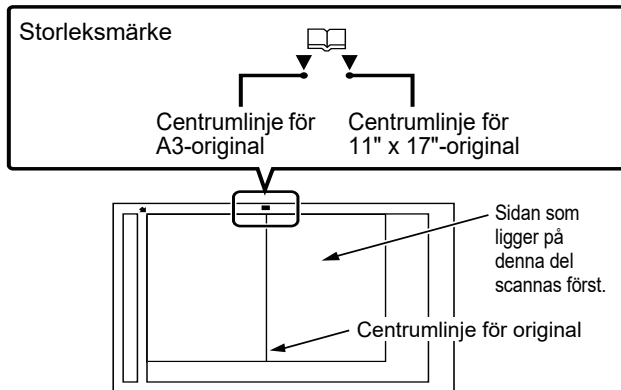 Storleksmärke
Centrumlinje för
A3-original
Centrumlinje för
11" x 17"-original
Sidan som
ligger på
denna del
scannas först.
Centrumlinje för original